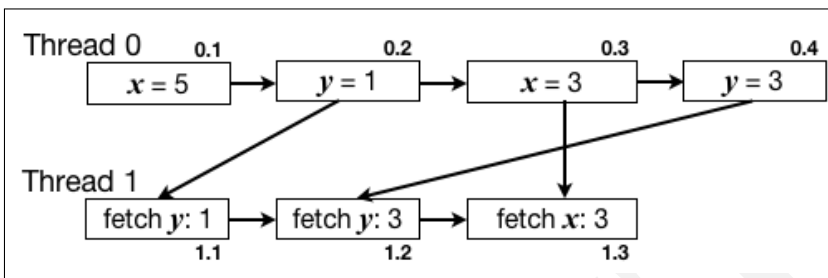 Thread 0 0.1 0.2 0.3 0.4
x = 5 y = 1 x = 3 y = 3
Thread 1
fetch y: 1 fetch y: 3 fetch x: 3
1.1 1.2 1.3